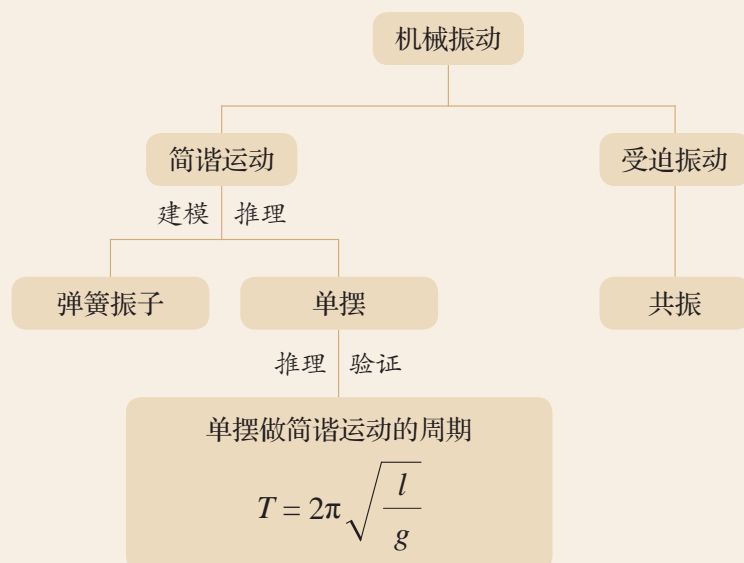 机械振动
简谐运动
受迫振动
建模 推理
弹簧振子
单摆
共振
推理 验证
单摆做简谐运动的周期
T = 2π√(l/g)